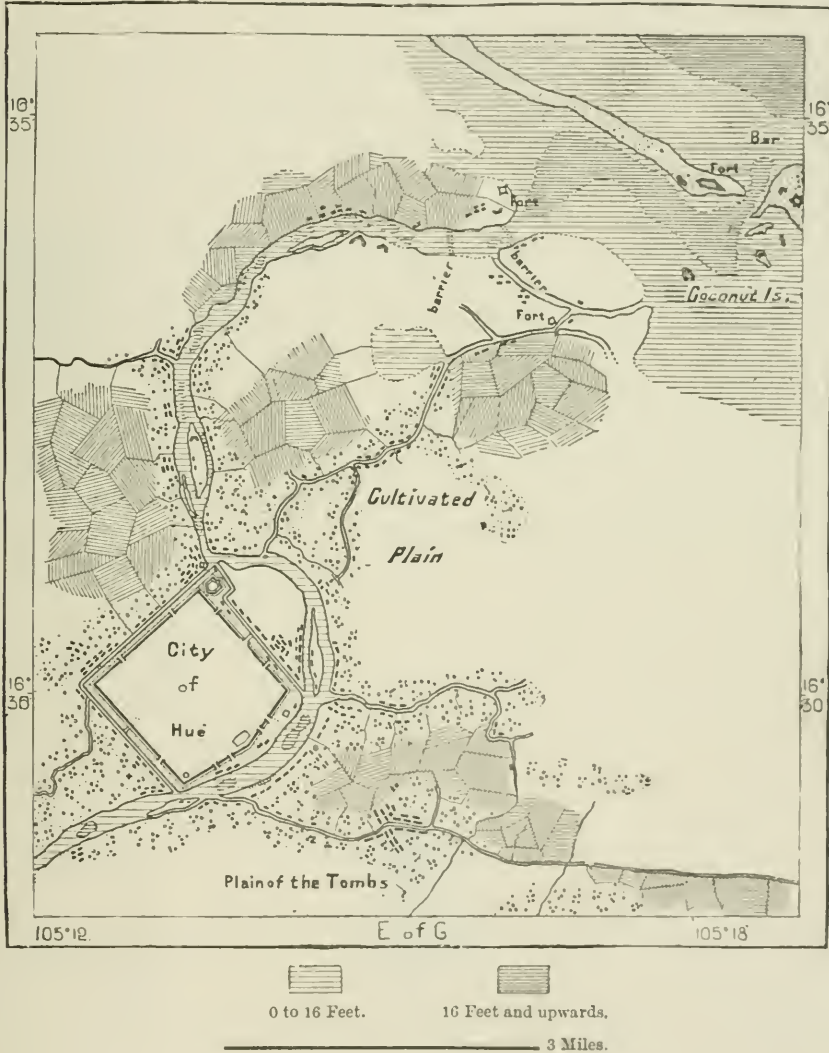 16°
35
16°
35
Bar
Fort
Fort
barrier
barrier
Coconut Is.
Fort
Cultivated
Plain
City
of
Hué
16°
30
16°
30
Plain of the Tombs
105°12
E of G
105°18
0 to 16 Feet.
16 Feet and upwards.
3 Miles.